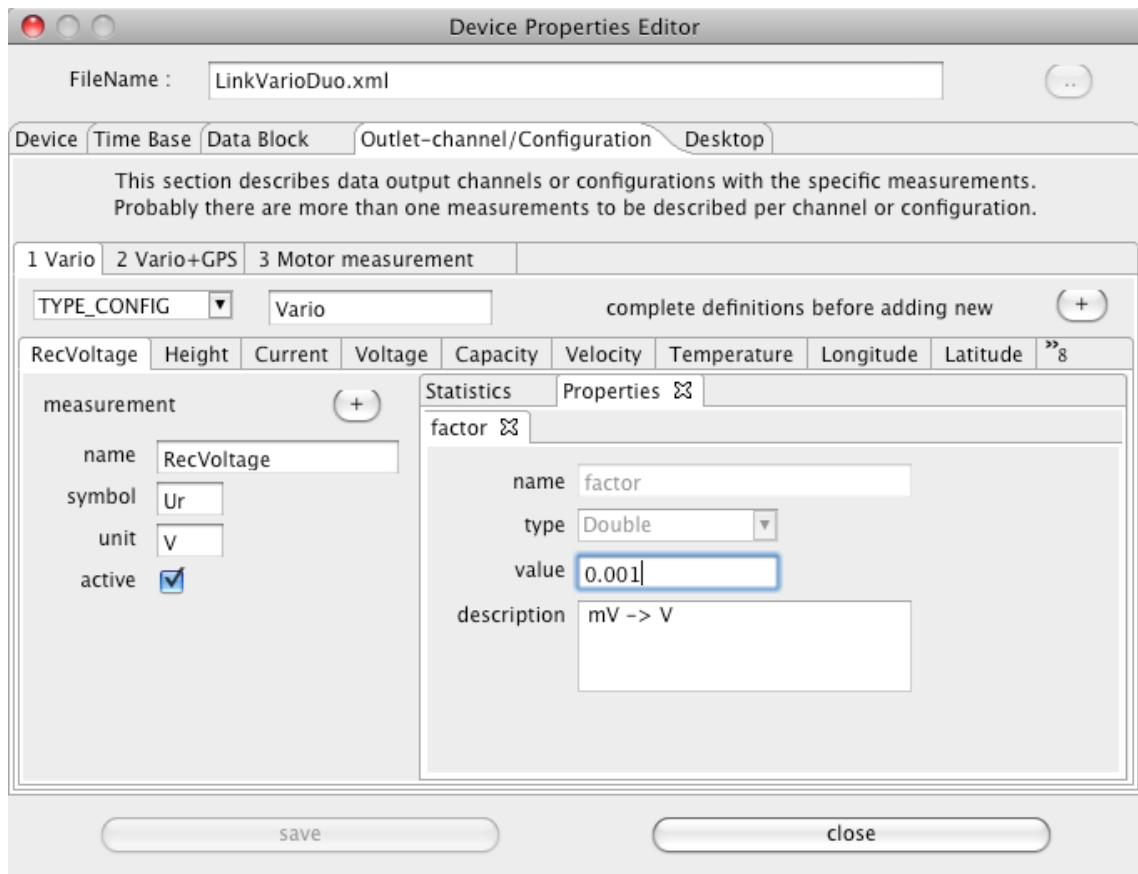 Device Properties Editor
FileName : LinkVarioDuo.xml ..
Device Time Base Data Block Outlet-channel/Configuration Desktop
This section describes data output channels or configurations with the specific measurements.
Probably there are more than one measurements to be described per channel or configuration.
1 Vario 2 Vario+GPS 3 Motor measurement
TYPE_CONFIG Vario complete definitions before adding new +
RecVoltage Height Current Voltage Capacity Velocity Temperature Longitude Latitude »8
measurement +
name RecVoltage
symbol Ur
unit V
active
Statistics Properties
factor
name factor
type Double
value 0.001
description mV -> V
save close